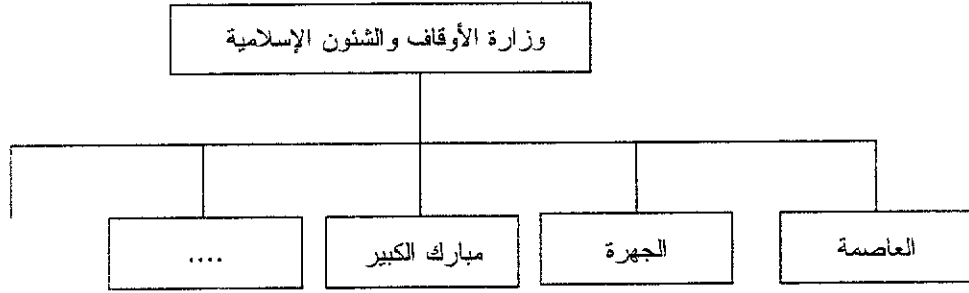 وزارة الأوقاف والشئون الإسلامية
العاصمة
الجهرة
مبارك الكبير
....